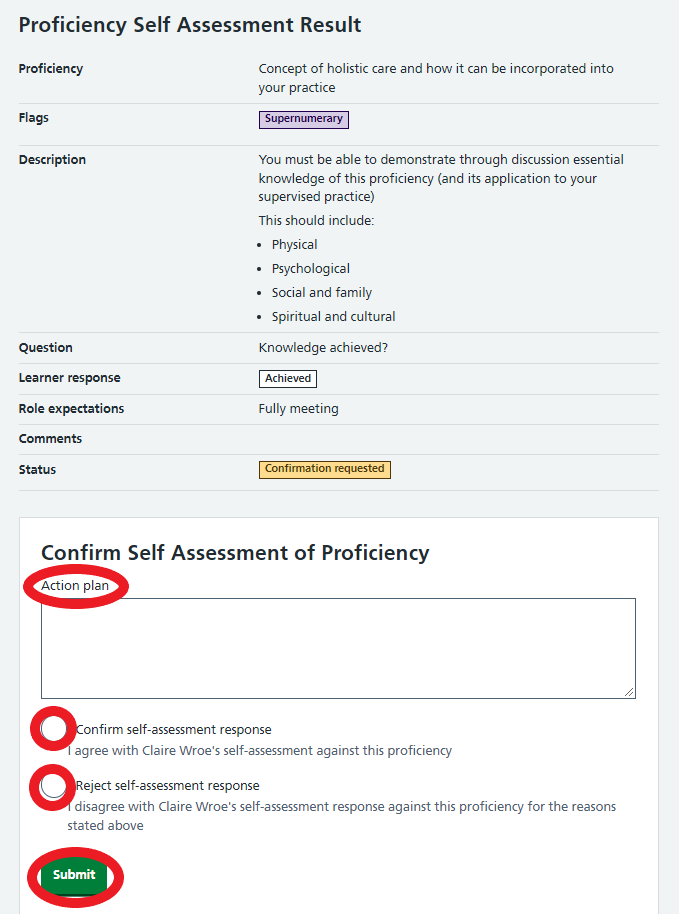 Proficiency Self Assessment Result
Proficiency
Concept of holistic care and how it can be incorporated into
your practice
Flags
Supernumerary
Description
You must be able to demonstrate through discussion essential
knowledge of this proficiency (and its application to your
supervised practice)
This should include:
• Physical
• Psychological
• Social and family
• Spiritual and cultural
Question
Knowledge achieved?
Learner response
Achieved
Role expectations
Fully meeting
Comments
Status
Confirmation requested
Confirm Self Assessment of Proficiency
Action plan
Confirm self-assessment response
I agree with Claire Wroe's self-assessment against this proficiency
Reject self-assessment response
I disagree with Claire Wroe's self-assessment response against this proficiency for the reasons
stated above
Submit